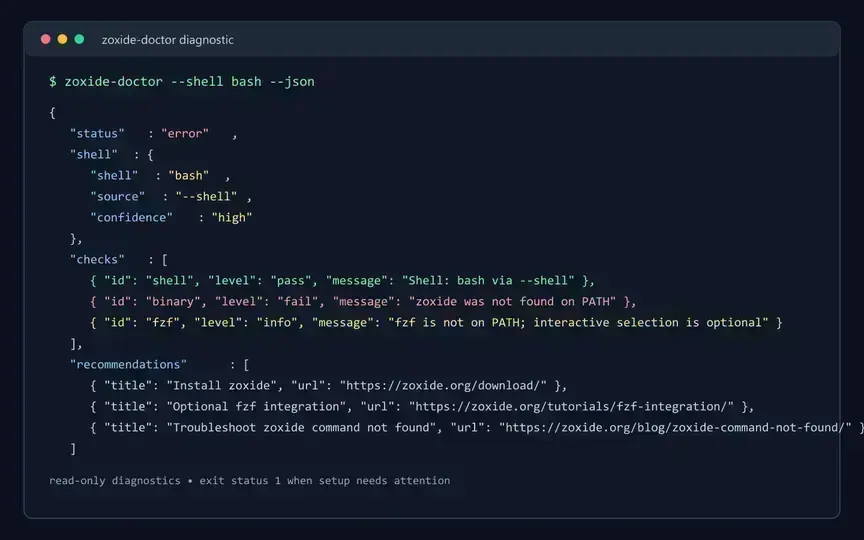 zoxide-doctor diagnostic
$ zoxide-doctor --shell bash --json
{
"status" : "error" ,
"shell" : {
"shell" : "bash" ,
"source" : "--shell" ,
"confidence" : "high"
},
"checks" : [
{ "id": "shell", "level": "pass", "message": "Shell: bash via --shell" },
{ "id": "binary", "level": "fail", "message": "zoxide was not found on PATH" },
{ "id": "fzf", "level": "info", "message": "fzf is not on PATH; interactive selection is optional" }
],
"recommendations" : [
{ "title": "Install zoxide", "url": "https://zoxide.org/download/" },
{ "title": "Optional fzf integration", "url": "https://zoxide.org/tutorials/fzf-integration/" },
{ "title": "Troubleshoot zoxide command not found", "url": "https://zoxide.org/blog/zoxide-command-not-found/" }
]
read-only diagnostics • exit status 1 when setup needs attention